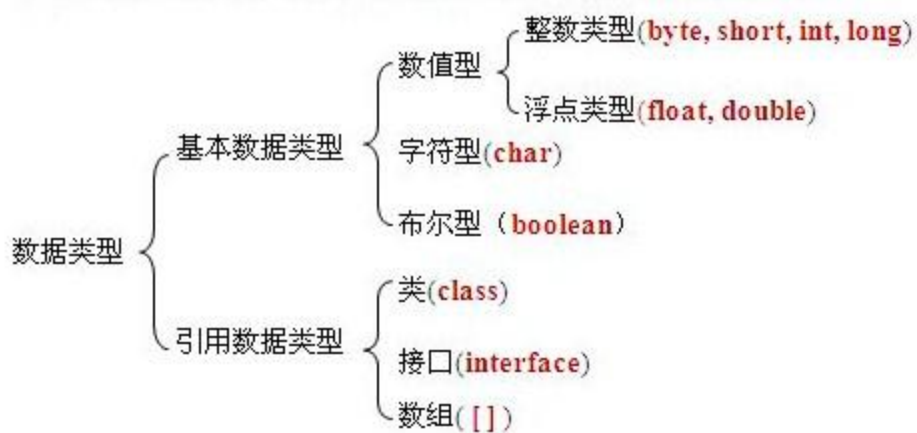 整数类型(byte, short, int, long)
数值型
浮点类型(float, double)
基本数据类型
字符型(char)
布尔型（boolean）
数据类型
类(class)
引用数据类型
接口(interface)
数组([])